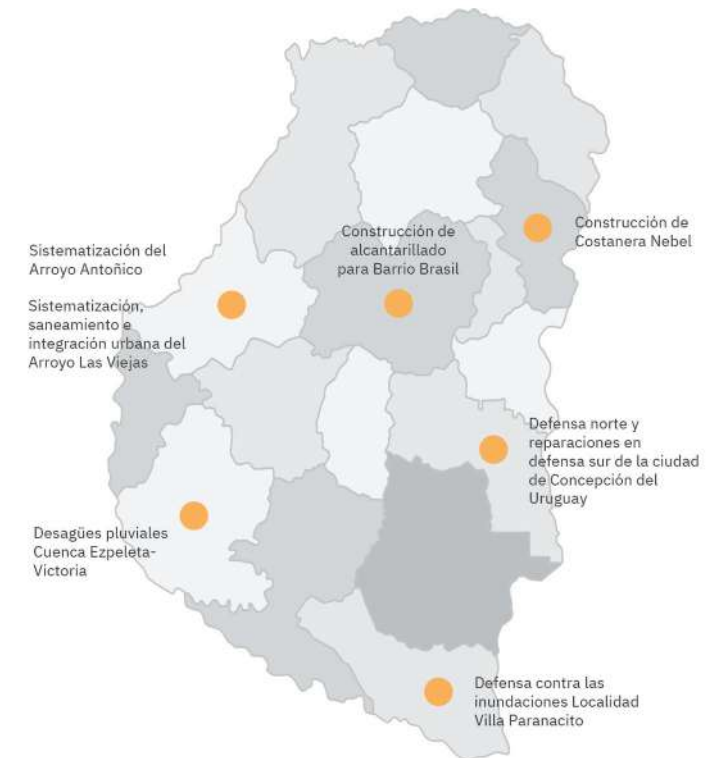 Sistematización del
Arroyo Antoñico
Sistematización,
saneamiento e
integración urbana del
Arroyo Las Viejas
Construcción de
alcantarillado
para Barrio Brasil
Construcción de
Costanera Nebel
Defensa norte y
reparaciones en
defensa sur de la ciudad
de Concepción del
Uruguay
Desagües pluviales
Cuenca Ezpeleta-
Victoria
Defensa contra las
inundaciones Localidad
Villa Paranacito